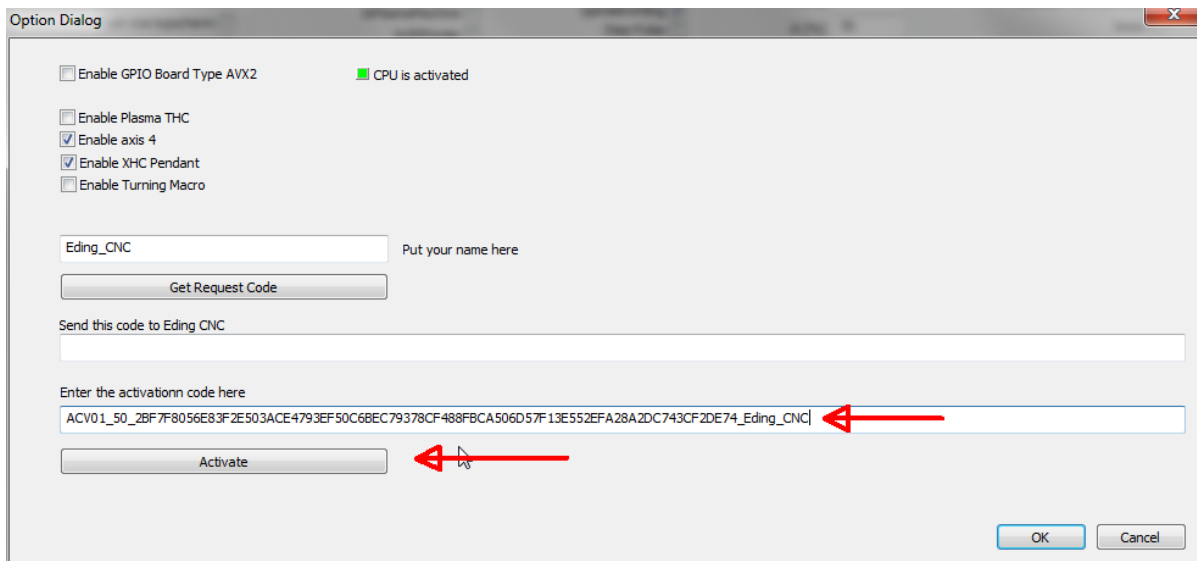 Option Dialog
Enable GPIO Board Type AVX2
CPU is activated
Enable Plasma THC
Enable axis 4
Enable XHC Pendant
Enable Turning Macro
Eding_CNC
Put your name here
Get Request Code
Send this code to Eding CNC
Enter the activationn code here
ACV01_50_2BF7F8056E83F2E503ACE4793EF50C6BEC79378CF488FBCA506D57F13E552EFA28A2DC743CF2DE74_Eding_CNC
Activate
OK
Cancel